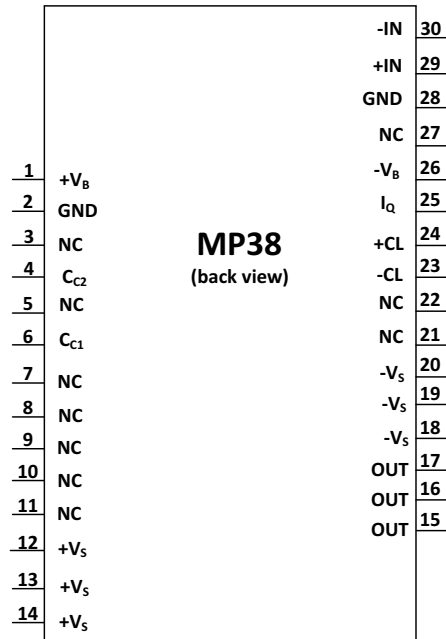 -IN 30
+IN 29
GND 28
NC 27
1 +VB
-VB 26
2 GND
IQ 25
MP38
(back view)
3 NC
+CL 24
4 CC2
-CL 23
5 NC
NC 22
6 CC1
NC 21
7 NC
-VS 20
8 NC
-VS 19
9 NC
-VS 18
10 NC
OUT 17
11 NC
OUT 16
12 +VS
OUT 15
13 +VS
14 +VS